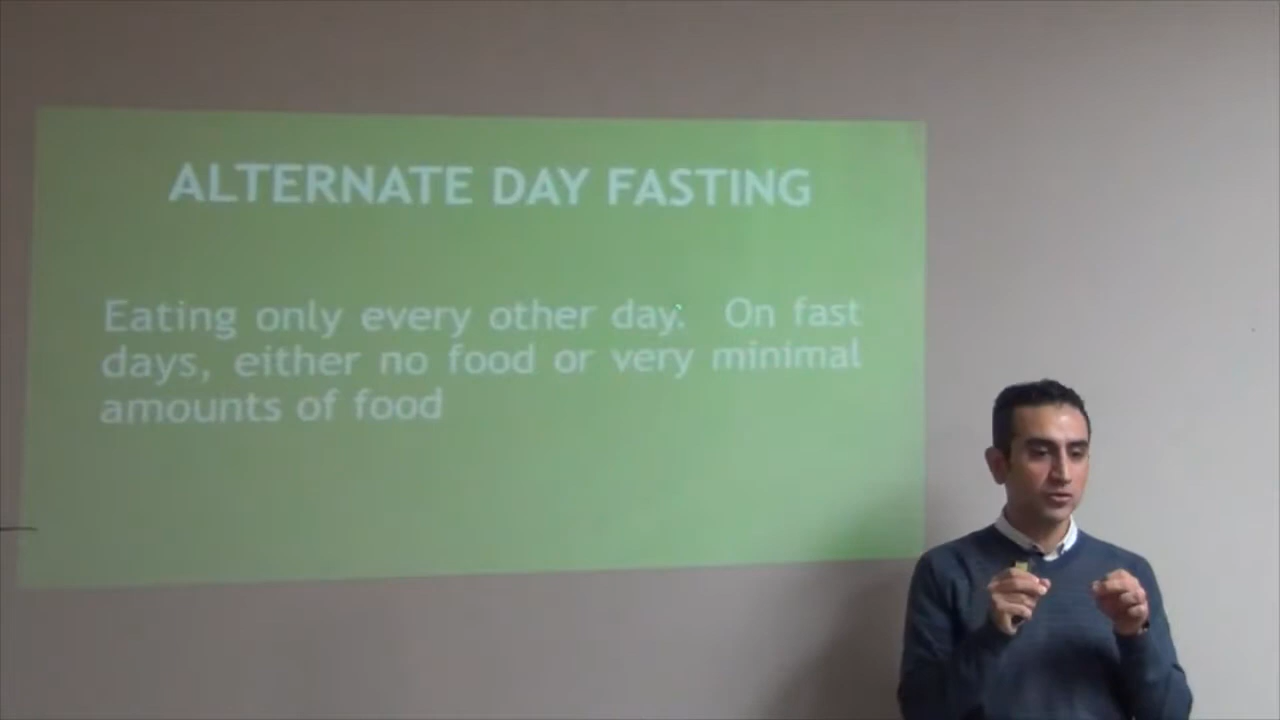 ALTERNATE DAY FASTING
Eating only every other day. On fast
days, either no food or very minimal
amounts of food